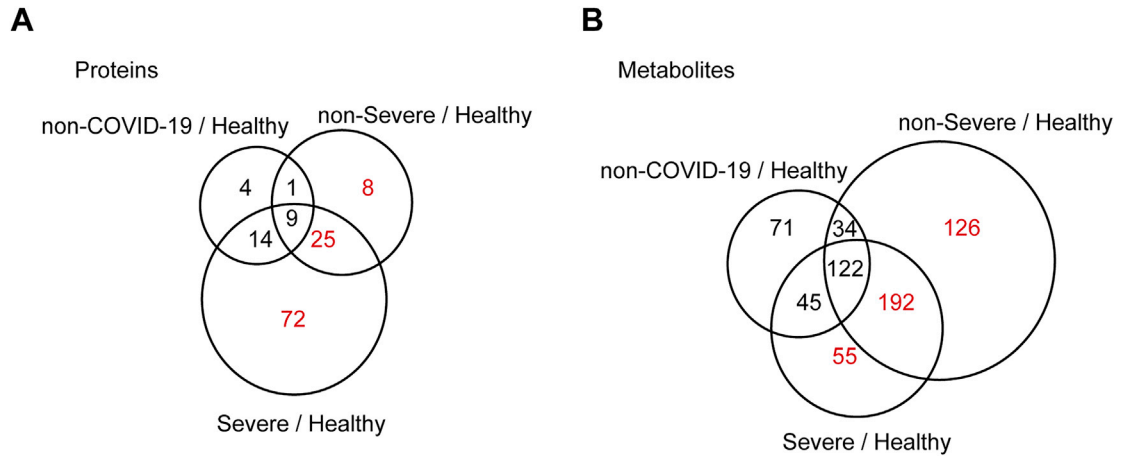 A
Proteins
non-COVID-19 / Healthy
non-Severe / Healthy
4
1
8
9
14
25
72
Severe / Healthy
B
Metabolites
non-Severe / Healthy
non-COVID-19 / Healthy
71
34
126
122
45
192
55
Severe / Healthy